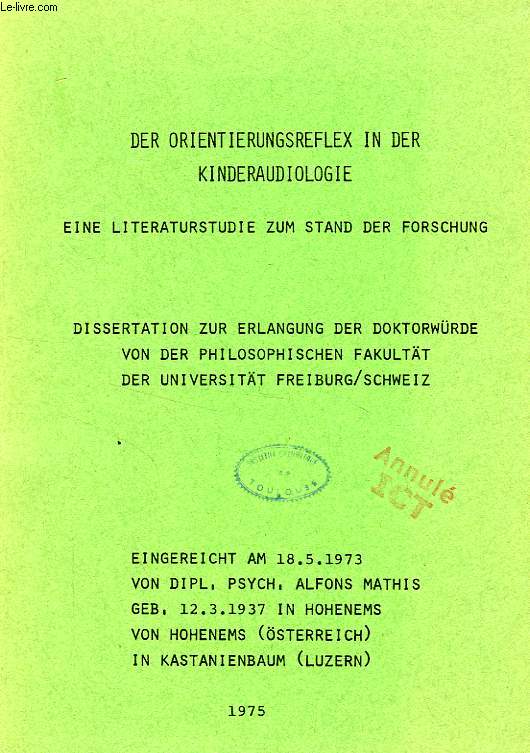 Le-livre.com
DER ORIENTIERUNGSREFLEX IN DER
KINDERAUDIOLOGIE
EINE LITERATURSTUDIE ZUM STAND DER FORSCHUNG
DISSERTATION ZUR ERLANGUNG DER DOKTORWÜRDE
VON DER PHILOSOPHISCHEN FAKULTÄT
DER UNIVERSITÄT FREIBURG/SCHWEIZ
TOULOUSE
Annulé
ICT
EINGEREICHT AM 18.5.1973
VON DIPL. PSYCH. ALFONS MATHIS
GEB. 12.3.1937 IN HOHENEMS
VON HOHENEMS (ÖSTERREICH)
IN KASTANIENBAUM (LUZERN)
1975